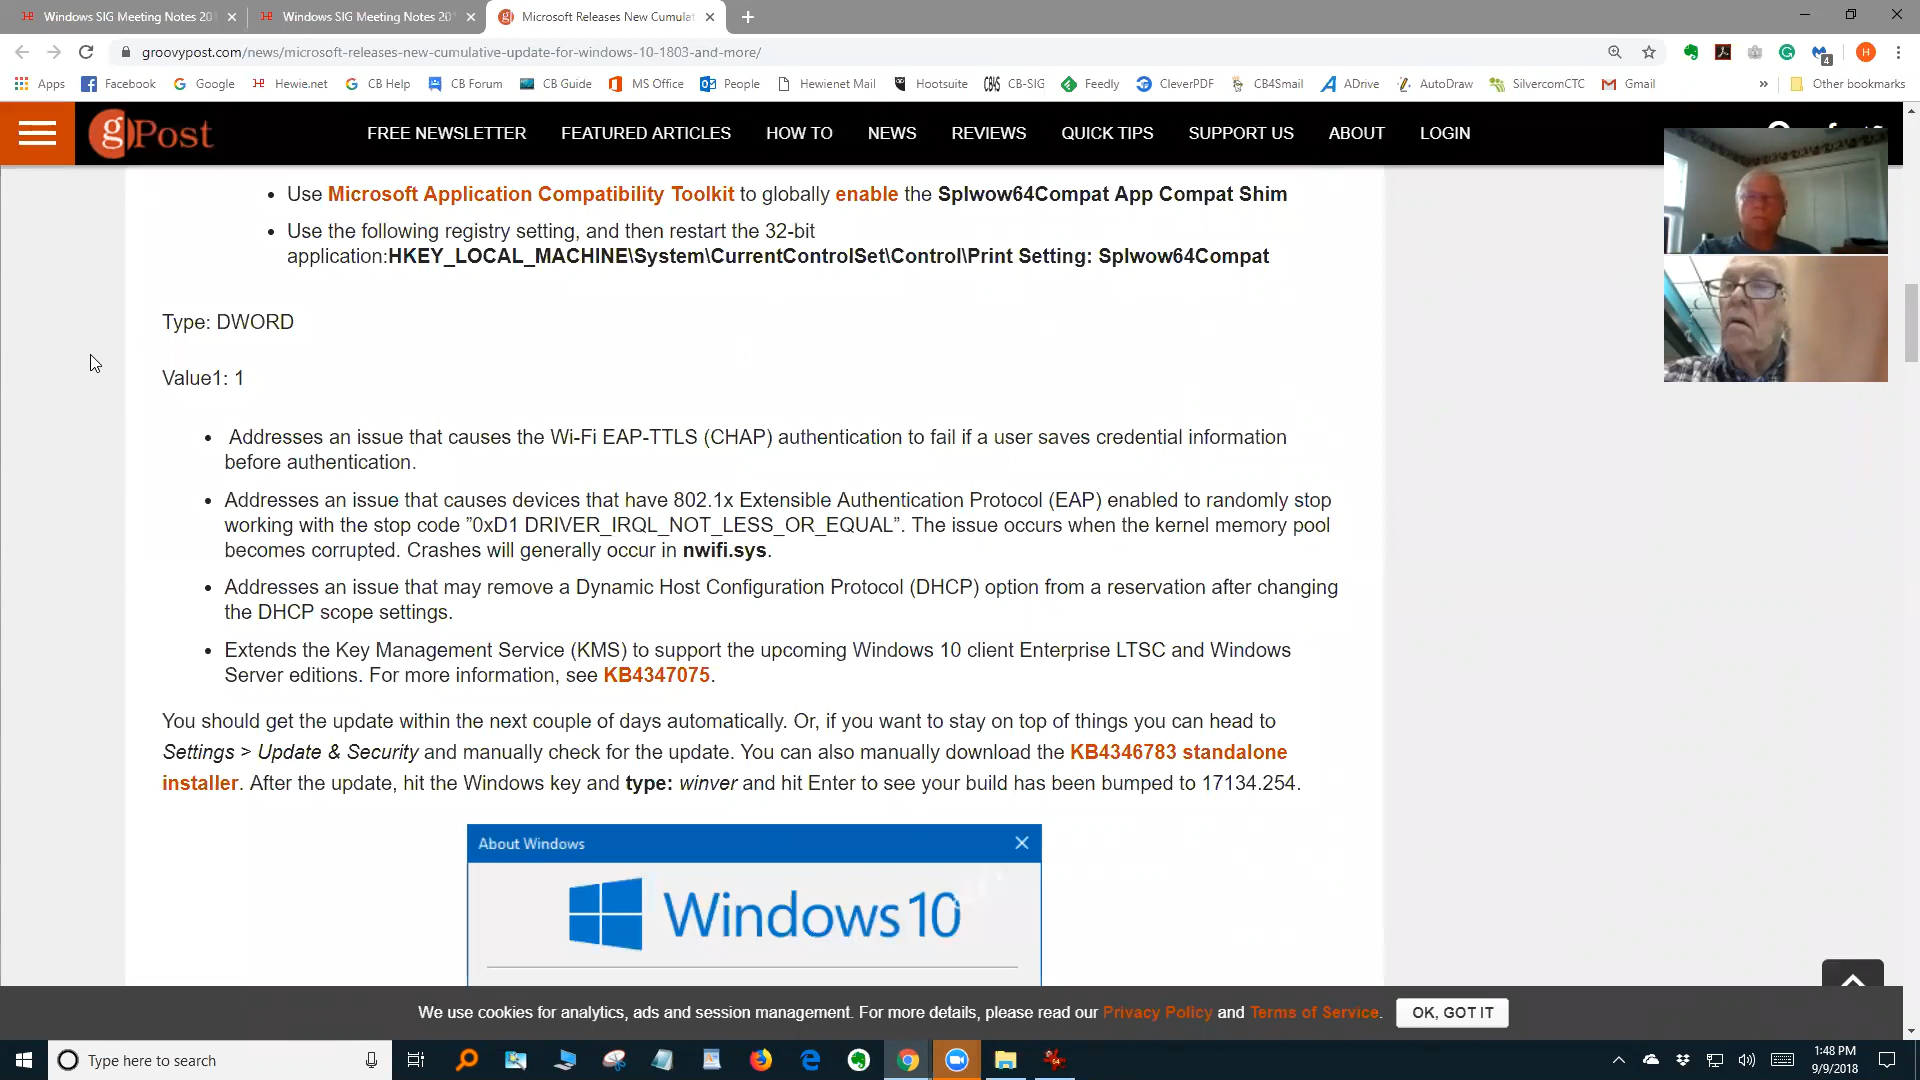 Windows SIG Meeting Notes 20
Windows SIG Meeting Notes 20
Microsoft Releases New Cumulat
groovypost.com/news/microsoft-releases-new-cumulative-update-for-windows-10-1803-and-more/
Apps Facebook Google Hewie.net CB Help CB Forum CB Guide MS Office People Hewienet Mail Hootsuite CB-SIG Feedly CleverPDF CB4Smail ADrive AutoDraw SilvercomCTC Gmail » Other bookmarks
gPost FREE NEWSLETTER FEATURED ARTICLES HOW TO NEWS REVIEWS QUICK TIPS SUPPORT US ABOUT LOGIN
• Use Microsoft Application Compatibility Toolkit to globally enable the Splwow64Compat App Compat Shim
• Use the following registry setting, and then restart the 32-bit
application:HKEY_LOCAL_MACHINE\System\CurrentControlSet\Control\Print Setting: Splwow64Compat
Type: DWORD
Value1: 1
• Addresses an issue that causes the Wi-Fi EAP-TTLS (CHAP) authentication to fail if a user saves credential information
before authentication.
• Addresses an issue that causes devices that have 802.1x Extensible Authentication Protocol (EAP) enabled to randomly stop
working with the stop code ”0xD1 DRIVER_IRQL_NOT_LESS_OR_EQUAL”. The issue occurs when the kernel memory pool
becomes corrupted. Crashes will generally occur in nwifi.sys.
• Addresses an issue that may remove a Dynamic Host Configuration Protocol (DHCP) option from a reservation after changing
the DHCP scope settings.
• Extends the Key Management Service (KMS) to support the upcoming Windows 10 client Enterprise LTSC and Windows
Server editions. For more information, see KB4347075.
You should get the update within the next couple of days automatically. Or, if you want to stay on top of things you can head to
Settings > Update & Security and manually check for the update. You can also manually download the KB4346783 standalone
installer. After the update, hit the Windows key and type: winver and hit Enter to see your build has been bumped to 17134.254.
About Windows
Windows 10
We use cookies for analytics, ads and session management. For more details, please read our Privacy Policy and Terms of Service. OK, GOT IT
Type here to search
1:48 PM
9/9/2018